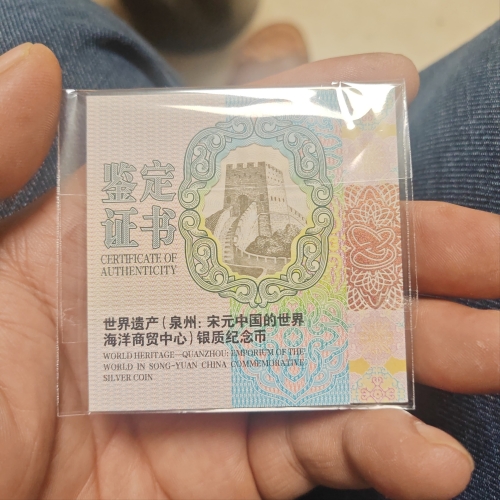 鉴定
证书
CERTIFICATE OF
AUTHENTICITY
世界遗产(泉州:宋元中国的世界
海洋商贸中心)银质纪念币
WORLD HERITAGE—QUANZHOU: EMPORIUM OF THE
WORLD IN SONG-YUAN CHINA COMMEMORATIVE
SILVER COIN